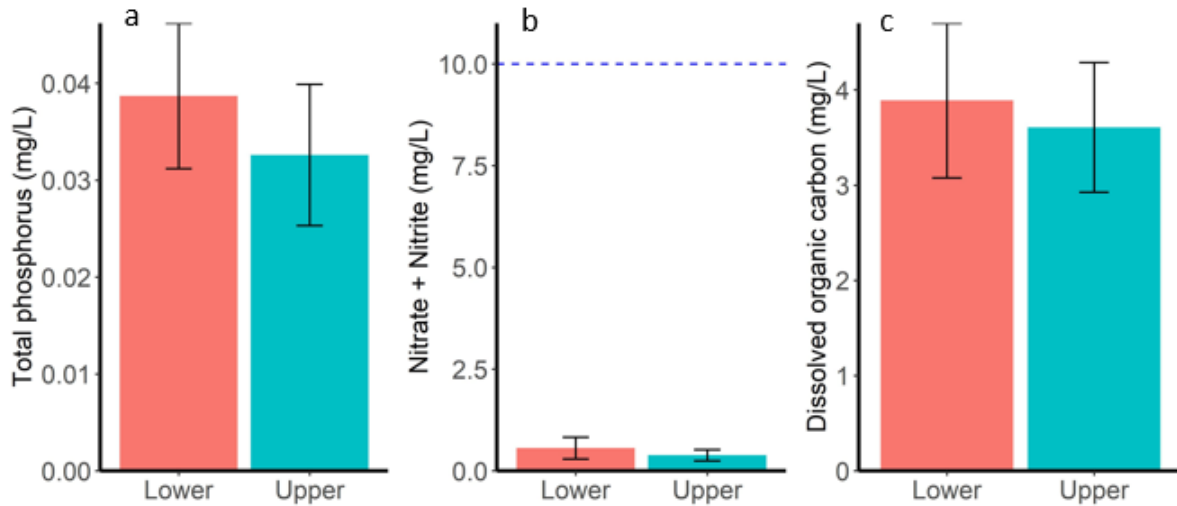 a
Total phosphorus (mg/L)
0.04
0.03
0.02
0.01
0.00
Lower Upper
b
Nitrate + Nitrite (mg/L)
10.0
7.5
5.0
2.5
0.0
Lower Upper
c
Dissolved organic carbon (mg/L)
4
3
2
1
0
Lower Upper